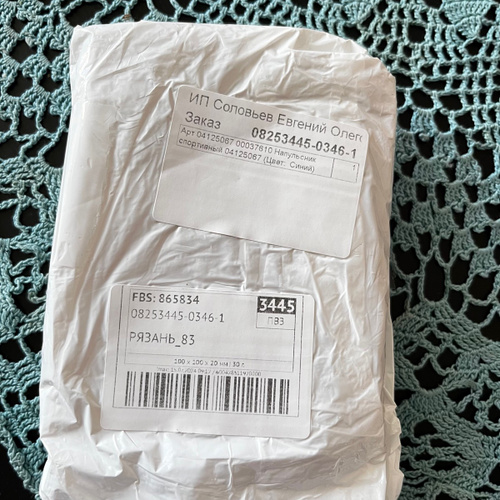 ИП Соловьев Евгений Олег
Заказ 08253445-0346-1
Арт 04125067 00037610 Напульсник 1
спортивный 04125067 (Цвет: Синий)
FBS: 865834 3445
08253445-0346-1 ПВЗ
РЯЗАНЬ_83